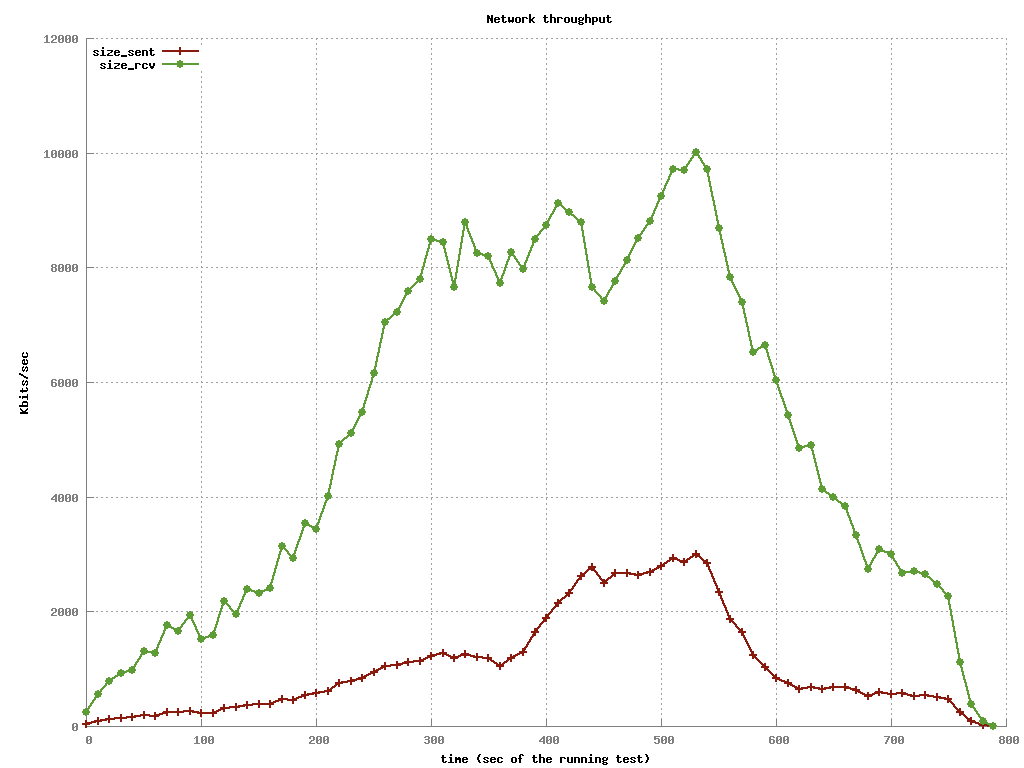 Network throughput
12000
size_sent
size_rcv
10000
8000
Kbits/sec
6000
4000
2000
0
0 100 200 300 400 500 600 700 800
time (sec of the running test)